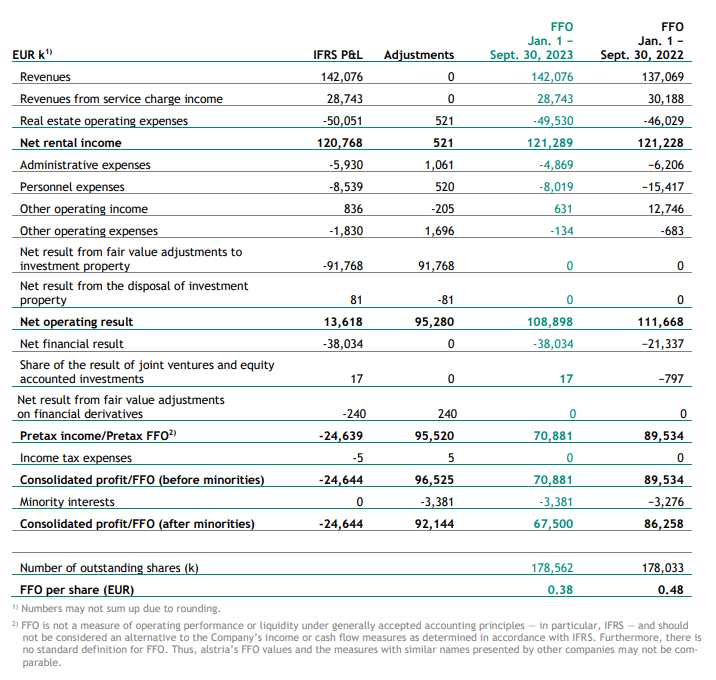 FFO FFO
Jan. 1 – Jan. 1 –
EUR k1) IFRS P&L Adjustments Sept. 30, 2023 Sept. 30, 2022
Revenues 142,076 0 142,076 137,069
Revenues from service charge income 28,743 0 28,743 30,188
Real estate operating expenses -50,051 521 -49,530 -46,029
Net rental income 120,768 521 121,289 121,228
Administrative expenses -5,930 1,061 -4,869 −6,206
Personnel expenses -8,539 520 -8,019 −15,417
Other operating income 836 -205 631 12,746
Other operating expenses -1,830 1,696 -134 -683
Net result from fair value adjustments to
investment property -91,768 91,768 0 0
Net result from the disposal of investment
property 81 -81 0 0
Net operating result 13,618 95,280 108,898 111,668
Net financial result -38,034 0 -38,034 −21,337
Share of the result of joint ventures and equity
accounted investments 17 0 17 −797
Net result from fair value adjustments
on financial derivatives -240 240 0 0
Pretax income/Pretax FFO2) -24,639 95,520 70,881 89,534
Income tax expenses -5 5 0 0
Consolidated profit/FFO (before minorities) -24,644 96,525 70,881 89,534
Minority interests 0 -3,381 -3,381 −3,276
Consolidated profit/FFO (after minorities) -24,644 92,144 67,500 86,258
Number of outstanding shares (k) 178,562 178,033
FFO per share (EUR) 0.38 0.48
1) Numbers may not sum up due to rounding.
2) FFO is not a measure of operating performance or liquidity under generally accepted accounting principles — in particular, IFRS — and should
not be considered an alternative to the Company's income or cash flow measures as determined in accordance with IFRS. Furthermore, there is
no standard definition for FFO. Thus, alstria's FFO values and the measures with similar names presented by other companies may not be com-
parable.